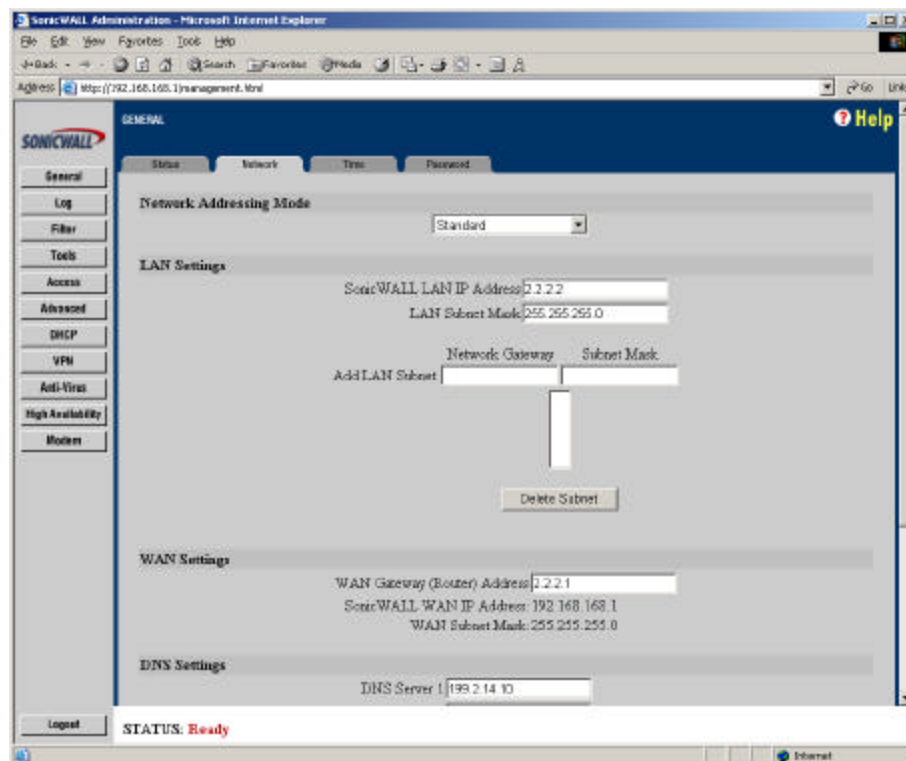 SonicWALL Administration - Microsoft Internet Explorer
File Edit View Favorites Tools Help
Back Search Favorites Media
Address http://192.168.168.1/management.html Go Links
SONICWALL
GENERAL
Help
Status Network Time Password
General
Log
Filter
Tools
Access
Advanced
DHCP
VPN
Anti-Virus
High Availability
Modem
Network Addressing Mode
Standard
LAN Settings
SonicWALL LAN IP Address 2.2.2.2
LAN Subnet Mask 255.255.255.0
Network Gateway Subnet Mask
Add LAN Subnet
Delete Subnet
WAN Settings
WAN Gateway (Router) Address 2.2.2.1
SonicWALL WAN IP Address: 192.168.168.1
WAN Subnet Mask: 255.255.255.0
DNS Settings
DNS Server 1 199.2.14.10
Logout
STATUS: Ready
Internet